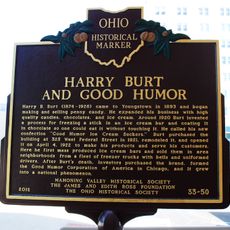 OHIO
HISTORICAL
MARKER
HARRY BURT
AND GOOD HUMOR
Harry B. Burt (1874-1926) came to Youngstown in 1893 and began
making and selling penny candy. He expanded his business with high
quality candies, chocolates, and ice cream. Around 1920 Burt invented
a process for freezing a stick in an ice cream bar and coating it
in chocolate so one could eat it without touching it. He called his new
confection "Good Humor Ice Cream Suckers." Burt purchased the
building at 325 West Federal Street in 1921, remodeled it, and opened
it on April 4, 1922 to make his products and serve his customers.
Here he first mass produced ice cream bars and sold them in area
neighborhoods from a fleet of freezer trucks with bells and uniformed
drivers. After Burt's death, investors purchased the brand, formed
the Good Humor Corporation of America in Chicago, and it grew
into a national phenomenon.
MAHONING VALLEY HISTORICAL SOCIETY
THE JAMES AND EDITH ROSS FOUNDATION
THE OHIO HISTORICAL SOCIETY
2011
33-50